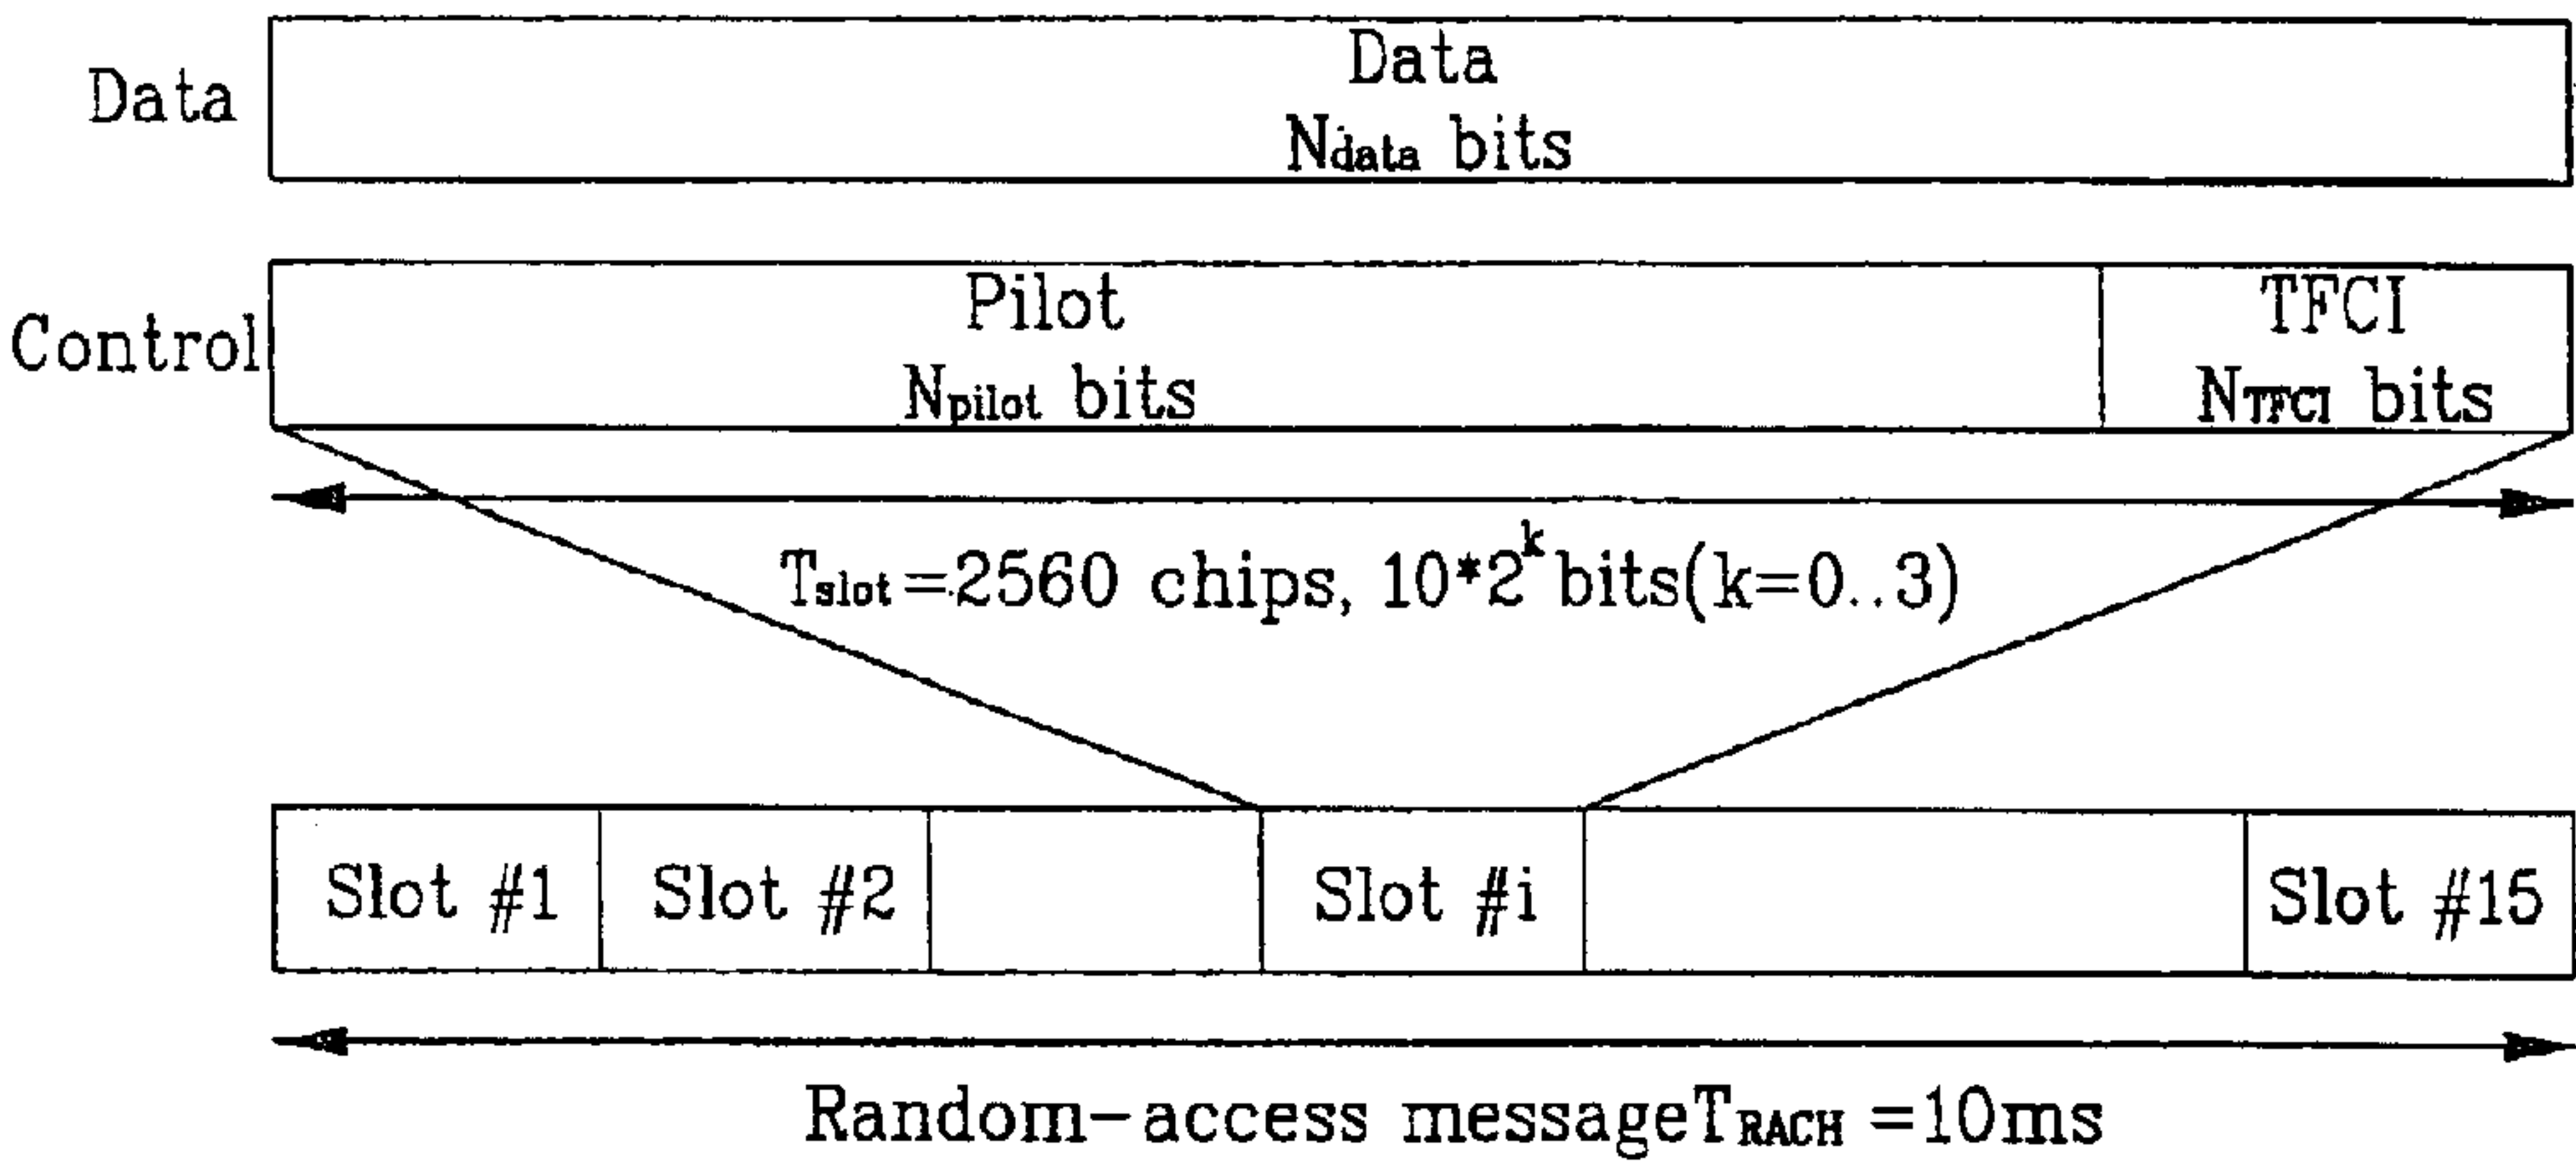 Data
Data
Ndata bits
Control
Pilot
Npilot bits
TFCI
NTFCI bits
Tslot=2560 chips, 10*2^k bits(k=0..3)
Slot #1 Slot #2 Slot #i Slot #15
Random-access messageTRACH =10ms